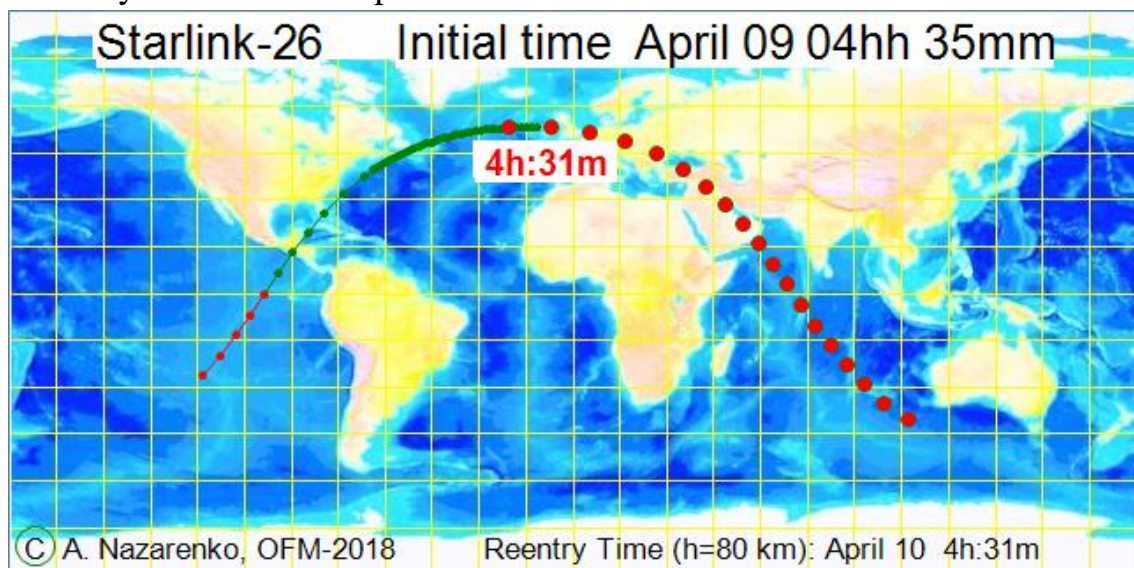 Starlink-26 Initial time April 09 04hh 35mm
4h:31m
© A. Nazarenko, OFM-2018 Reentry Time (h=80 km): April 10 4h:31m